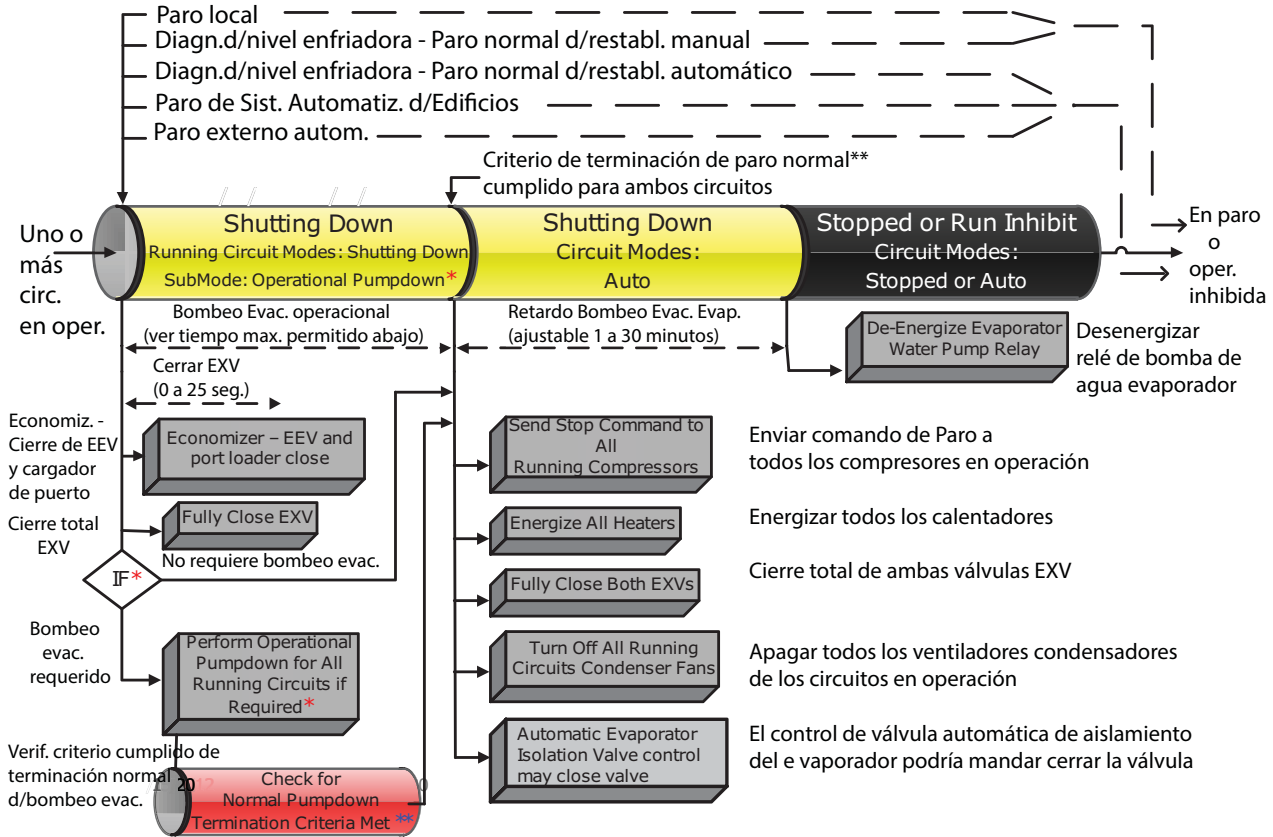 Paro local
Diagn.d/nivel enfriadora - Paro normal d/restabl. manual
Diagn.d/nivel enfriadora - Paro normal d/restabl. automático
Paro de Sist. Automatiz. d/Edificios
Paro externo autom.
Criterio de terminación de paro normal**
cumplido para ambos circuitos
Uno o
más
circ.
en oper.
Shutting Down
Running Circuit Modes: Shutting Down
SubMode: Operational Pumpdown*
Shutting Down
Circuit Modes:
Auto
Stopped or Run Inhibit
Circuit Modes:
Stopped or Auto
En paro
o
oper.
inhibida
Bombeo Evac. operacional
(ver tiempo max. permitido abajo)
Retardo Bombeo Evac. Evap.
(ajustable 1 a 30 minutos)
De-Energize Evaporator
Water Pump Relay
Desenergizar
relé de bomba de
agua evaporador
Cerrar EXV
(0 a 25 seg.)
Economiz. -
Cierre de EEV
y cargador
de puerto
Economizer – EEV and
port loader close
Send Stop Command to
All
Running Compressors
Enviar comando de Paro a
todos los compresores en operación
Cierre total
EXV
Fully Close EXV
Energize All Heaters
Energizar todos los calentadores
No requiere bombeo evac.
IF*
Fully Close Both EXVs
Cierre total de ambas válvulas EXV
Bombeo
evac.
requerido
Perform Operational
Pumpdown for All
Running Circuits if
Required*
Turn Off All Running
Circuits Condenser Fans
Apagar todos los ventiladores condensadores
de los circuitos en operación
Verif. criterio cumplido de
terminación normal
d/bombeo evac.
2012
0
Check for
Normal Pumpdown
Termination Criteria Met **
Automatic Evaporator
Isolation Valve control
may close valve
El control de válvula automática de aislamiento
del e vaporador podría mandar cerrar la válvula